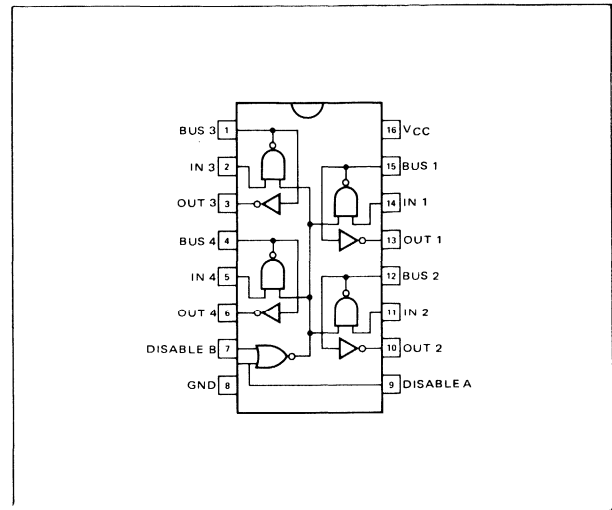 BUS 3 1
IN 3 2
OUT 3 3
BUS 4 4
IN 4 5
OUT 4 6
DISABLE B 7
GND 8
16 VCC
15 BUS 1
14 IN 1
13 OUT 1
12 BUS 2
11 IN 2
10 OUT 2
9 DISABLE A